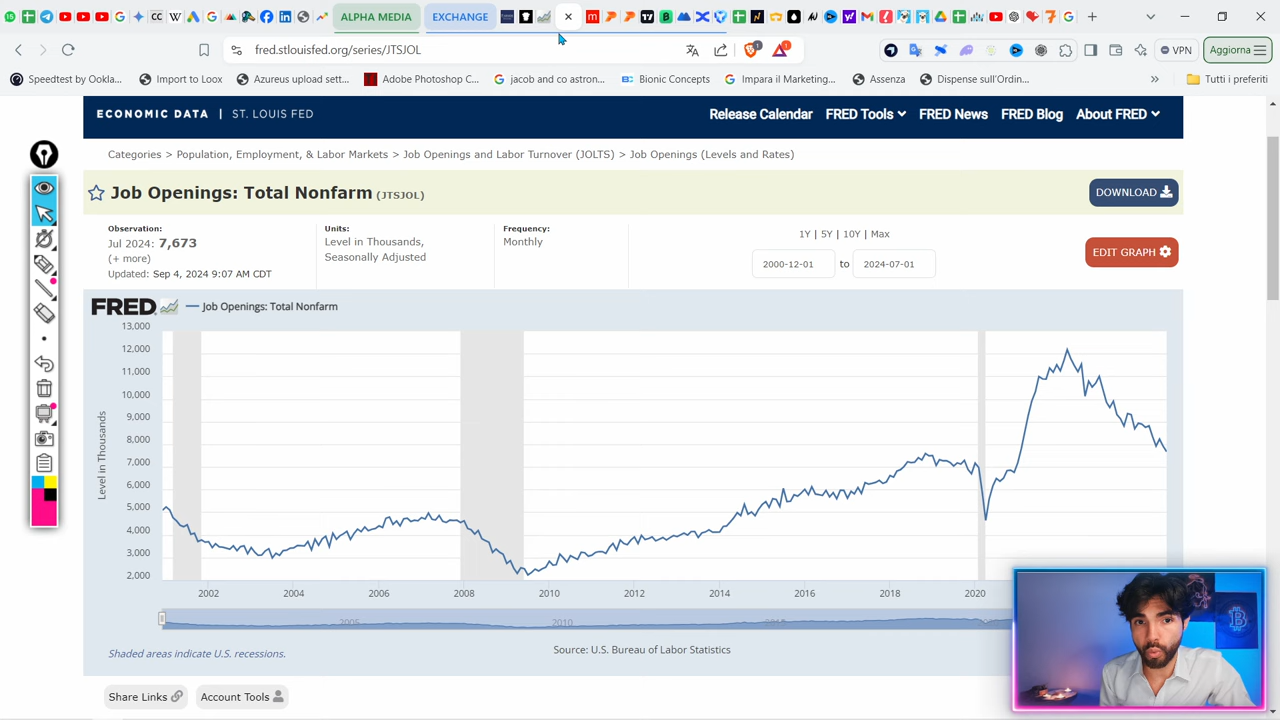 ALPHA MEDIA
EXCHANGE
fred.stlouisfed.org/series/JTSJOL
VPN
Aggiorna
Speedtest by Ookla...
Import to Loox
Azureus upload sett...
Adobe Photoshop C...
jacob and co astron...
Bionic Concepts
Impara il Marketing...
Assenza
Dispense sull'Ordin...
»
Tutti i preferiti
ECONOMIC DATA | ST. LOUIS FED
Release Calendar
FRED Tools
FRED News
FRED Blog
About FRED
Categories > Population, Employment, & Labor Markets > Job Openings and Labor Turnover (JOLTS) > Job Openings (Levels and Rates)
Job Openings: Total Nonfarm (JTSJOL)
DOWNLOAD
Observation:
Jul 2024: 7,673
(+ more)
Updated: Sep 4, 2024 9:07 AM CDT
Units:
Level in Thousands,
Seasonally Adjusted
Frequency:
Monthly
1Y | 5Y | 10Y | Max
2000-12-01 to 2024-07-01
EDIT GRAPH
FRED
Job Openings: Total Nonfarm
13,000
12,000
11,000
10,000
9,000
8,000
7,000
6,000
5,000
4,000
3,000
2,000
Level in Thousands
2002
2004
2006
2008
2010
2012
2014
2016
2018
2020
2005
2010
Shaded areas indicate U.S. recessions.
Source: U.S. Bureau of Labor Statistics
Share Links
Account Tools